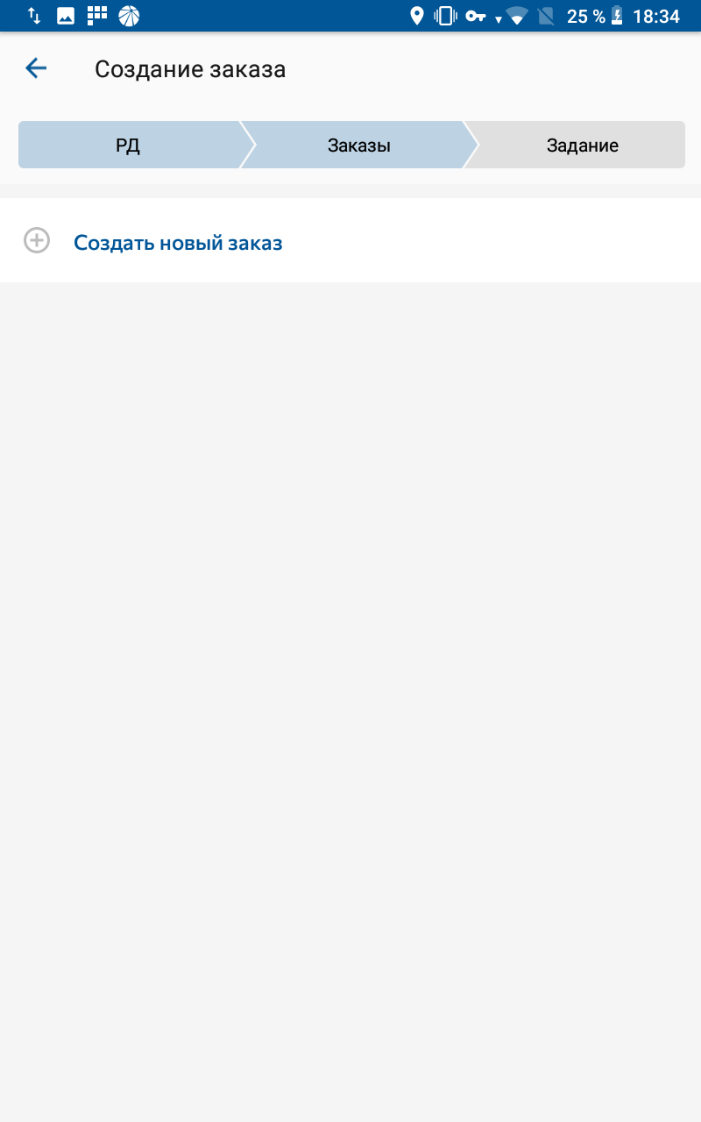 25 % 18:34
Создание заказа
РД Заказы Задание
Создать новый заказ